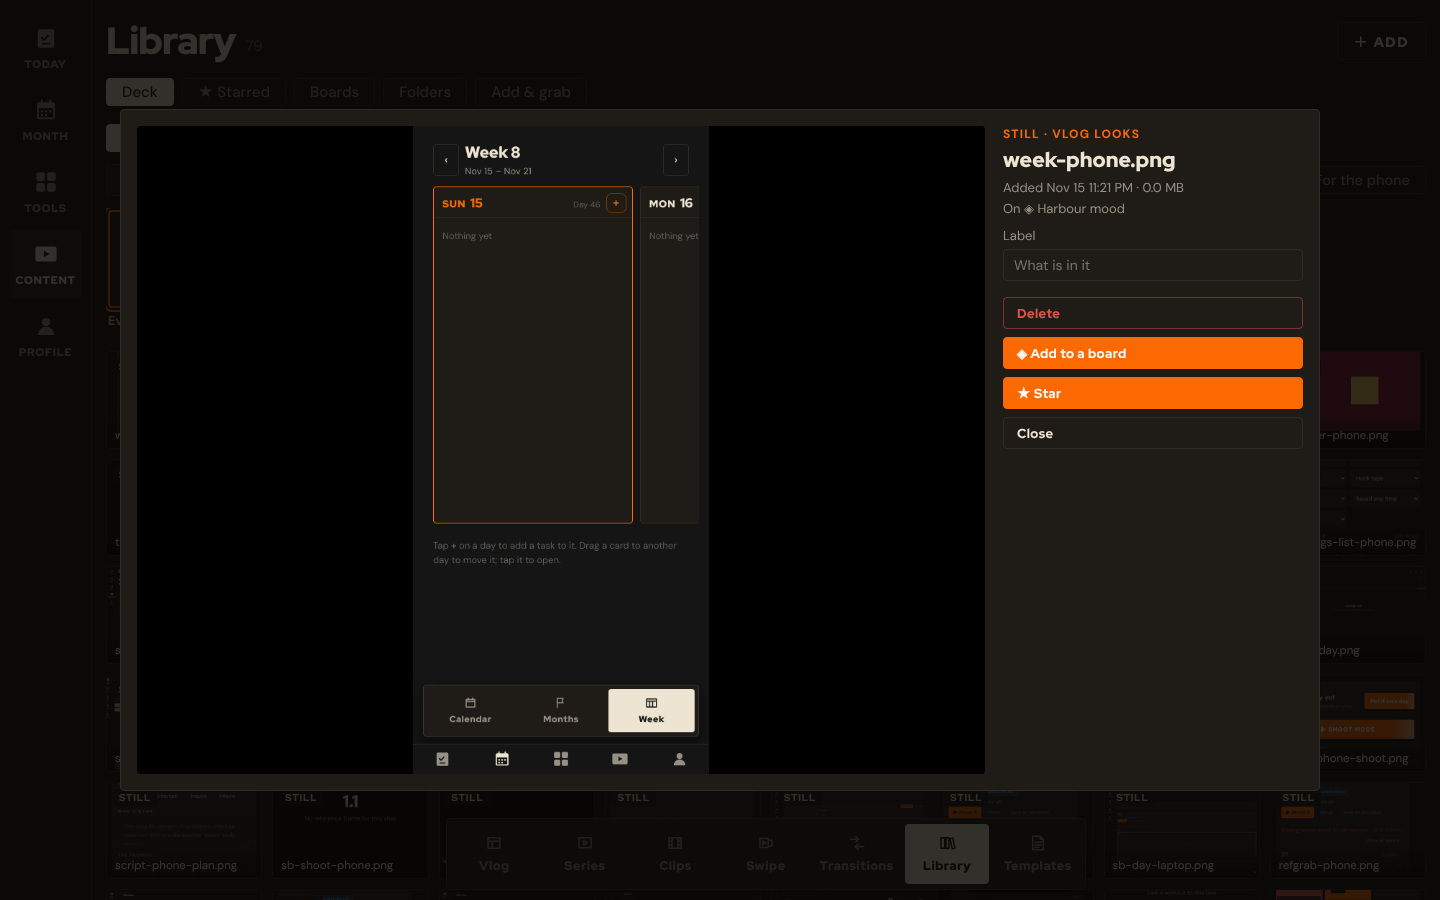 TODAY
MONTH
TOOLS
CONTENT
PROFILE
Library 79
+ ADD
Deck
★ Starred
Boards
Folders
Add & grab
For the phone
‹
Week 8
Nov 15 – Nov 21
›
SUN 15
Day 46
+
Nothing yet
MON 16
Nothing yet
Tap + on a day to add a task to it. Drag a card to another
day to move it; tap it to open.
Calendar
Months
Week
STILL · VLOG LOOKS
week-phone.png
Added Nov 15 11:21 PM · 0.0 MB
On ◈ Harbour mood
Label
What is in it
Delete
◈ Add to a board
★ Star
Close
er-phone.png
gs-list-phone.png
day.png
phone-shoot.png
STILL
STILL
STILL
STILL
STILL
STILL
STILL
STILL
1.1
script-phone-plan.png
sb-shoot-phone.png
sb-day-laptop.png
refgrab-phone.png
Vlog
Series
Clips
Swipe
Transitions
Library
Templates